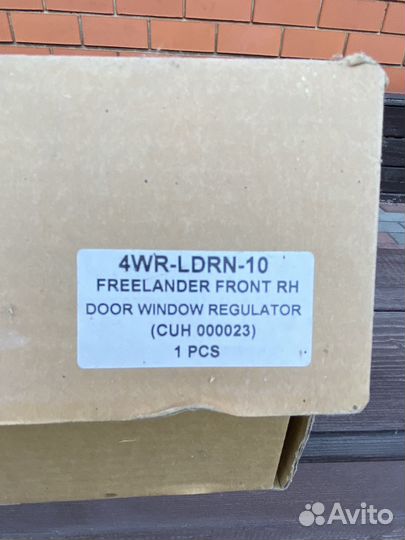 4WR-LDRN-10
FREELANDER FRONT RH
DOOR WINDOW REGULATOR
(CUH 000023)
1 PCS
Avito